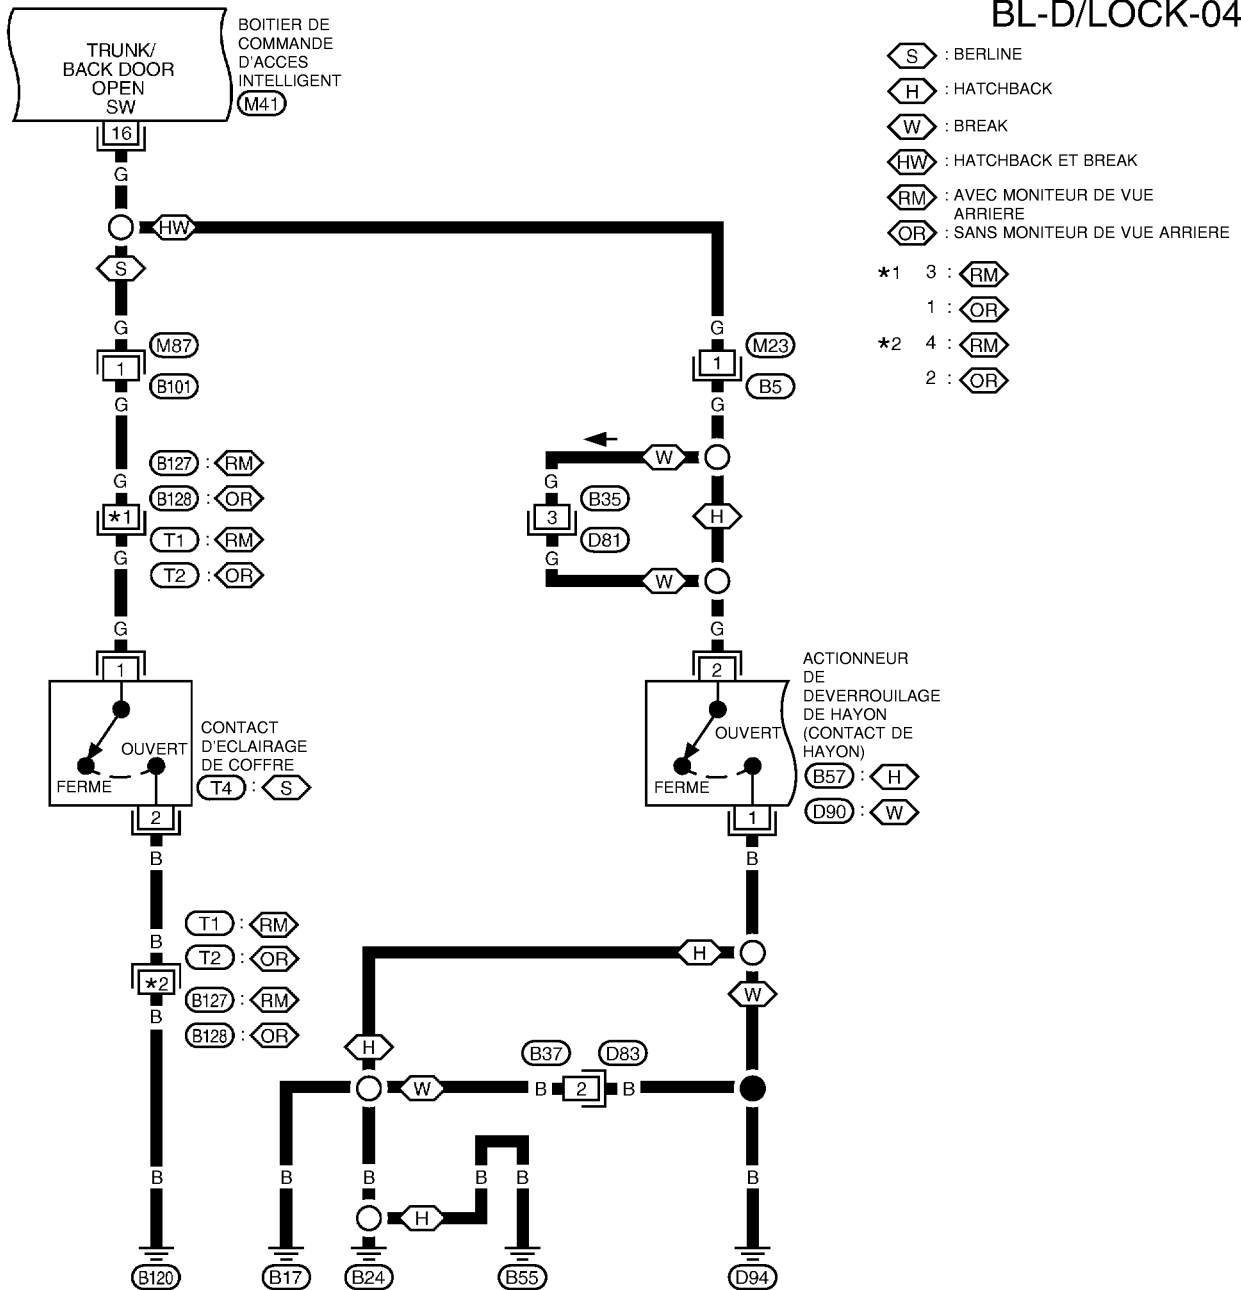 BL-D/LOCK-04
TRUNK/
BACK DOOR
OPEN
SW
BOITIER DE
COMMANDE
D'ACCES
INTELLIGENT
M41
16
G
HW
S
G
1
M87
B101
G
G
*1
B127 : RM
B128 : OR
T1 : RM
T2 : OR
G
G
1
OUVERT
FERME
CONTACT
D'ECLAIRAGE
DE COFFRE
T4 : S
2
B
B
*2
T1 : RM
T2 : OR
B127 : RM
B128 : OR
B
B
B120
S : BERLINE
H : HATCHBACK
W : BREAK
HW : HATCHBACK ET BREAK
RM : AVEC MONITEUR DE VUE
ARRIERE
OR : SANS MONITEUR DE VUE ARRIERE
*1 3 : RM
1 : OR
*2 4 : RM
2 : OR
G
1
M23
B5
G
W
G
3
B35
D81
G
W
H
G
2
OUVERT
FERME
ACTIONNEUR
DE
DEVERROUILAGE
DE HAYON
(CONTACT DE
HAYON)
B57 : H
D90 : W
1
B
H
W
H
B37 D83
W B 2 B
B B B B B
H
B17 B24 B55 D94